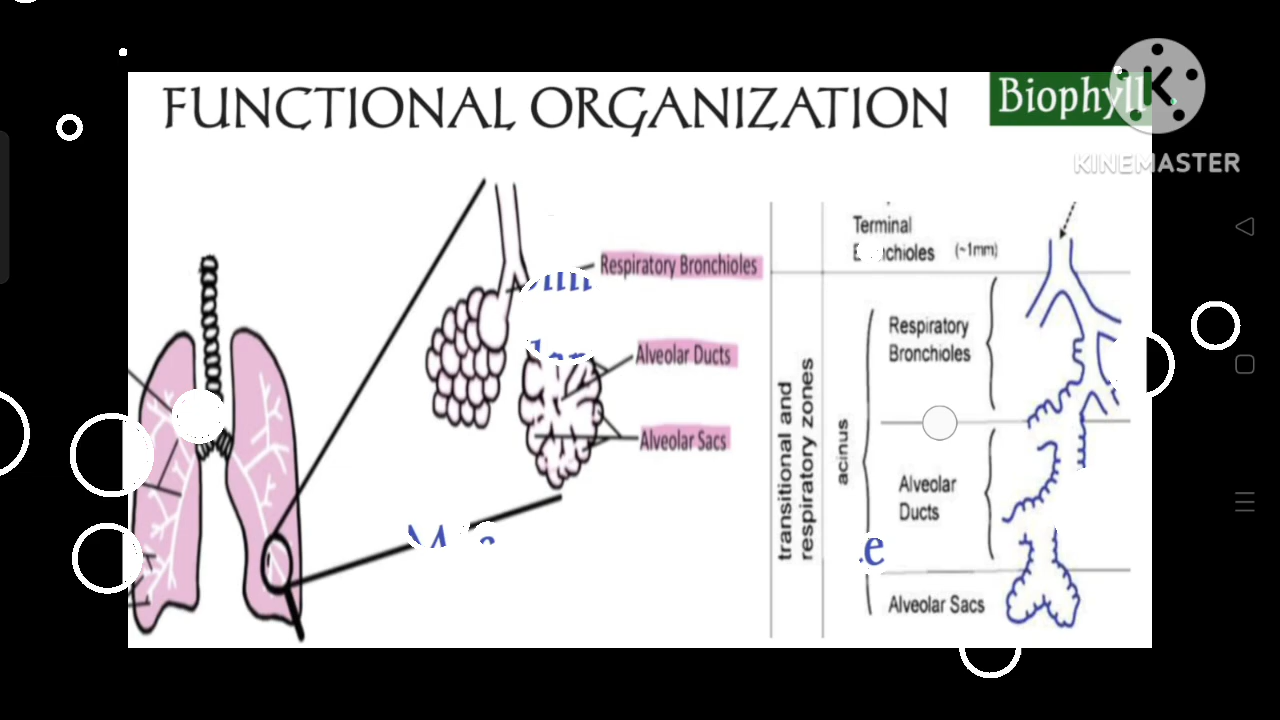 FUNCTIONAL ORGANIZATION
Biophyll
KINEMASTER
Respiratory Bronchioles
Alveolar Ducts
Alveolar Sacs
transitional and
respiratory zones
acinus
Terminal
(~1mm)
Respiratory
Bronchioles
Alveolar
Ducts
Alveolar Sacs